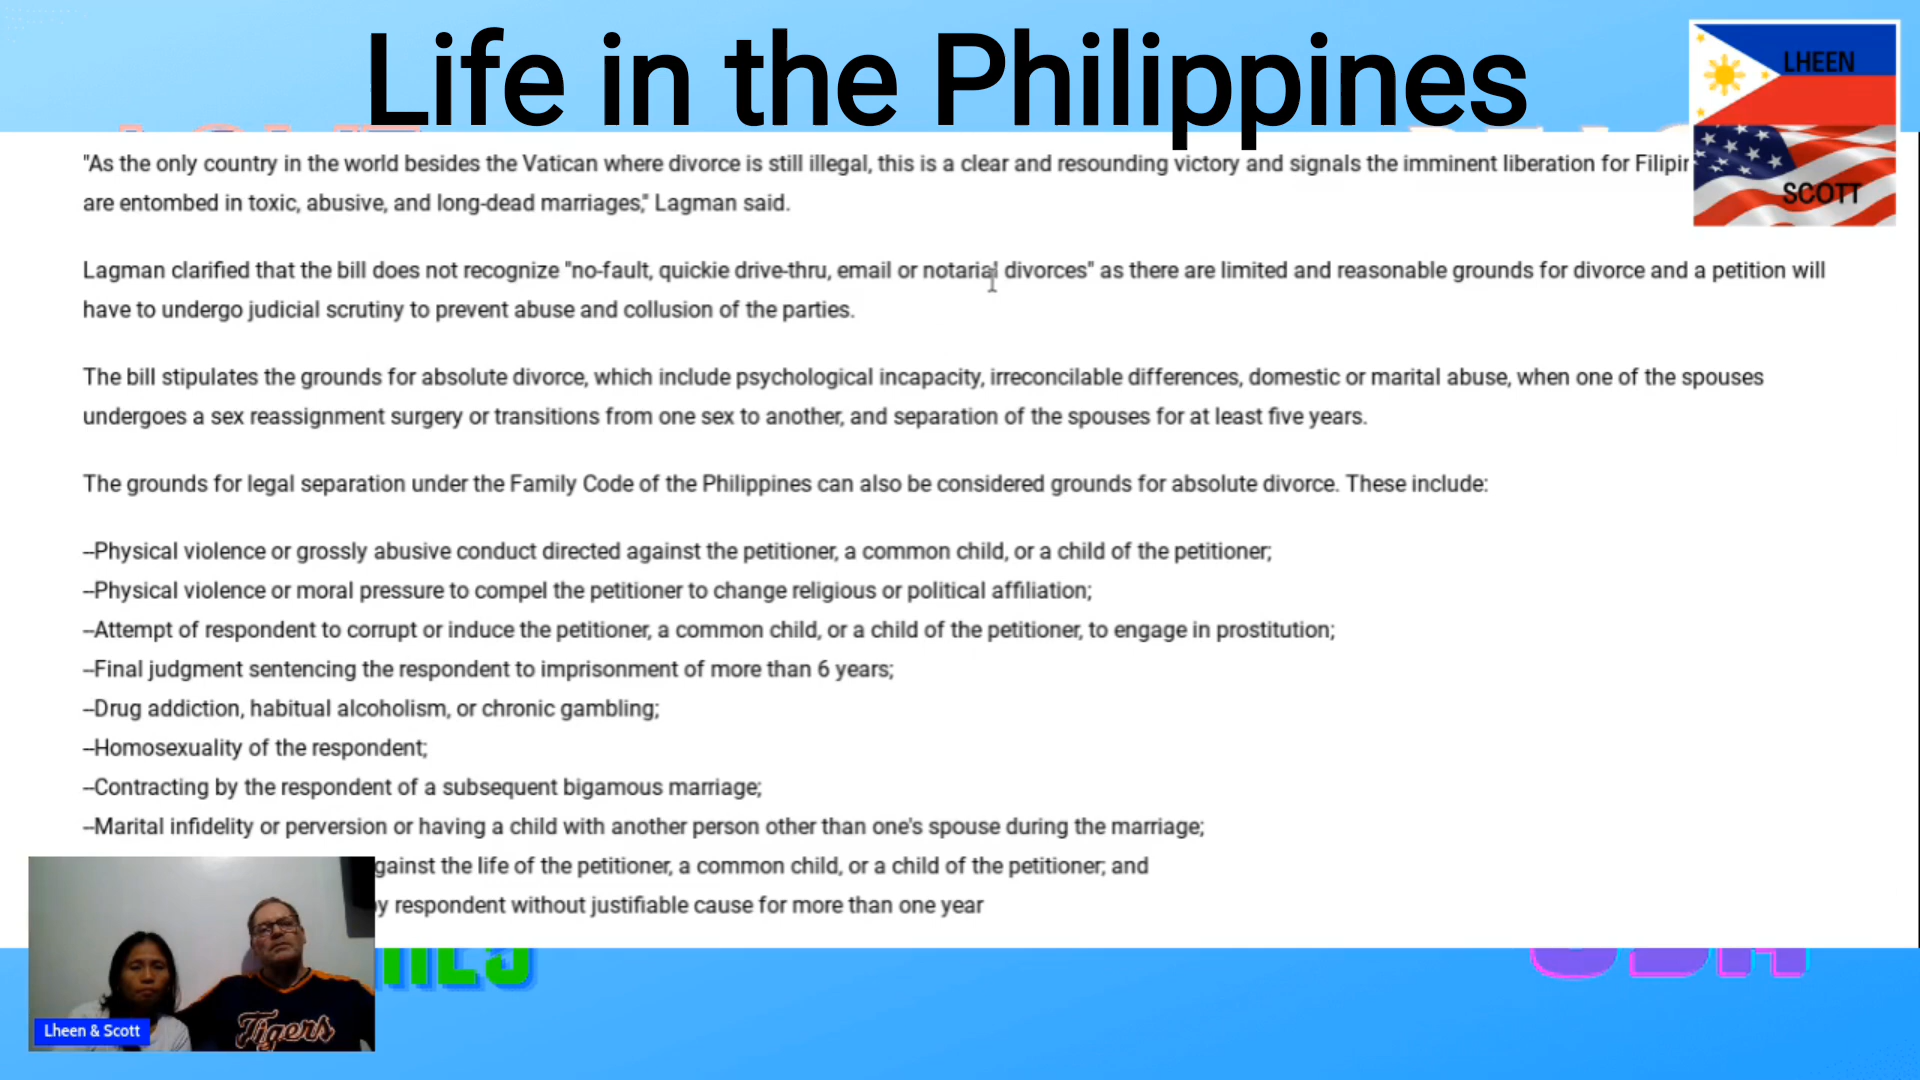 Life in the Philippines
LHEEN
SCOTT
"As the only country in the world besides the Vatican where divorce is still illegal, this is a clear and resounding victory and signals the imminent liberation for
are entombed in toxic, abusive, and long-dead marriages," Lagman said.
Lagman clarified that the bill does not recognize "no-fault, quickie drive-thru, email or notarial divorces" as there are limited and reasonable grounds for divorce and a petition will
have to undergo judicial scrutiny to prevent abuse and collusion of the parties.
The bill stipulates the grounds for absolute divorce, which include psychological incapacity, irreconcilable differences, domestic or marital abuse, when one of the spouses
undergoes a sex reassignment surgery or transitions from one sex to another, and separation of the spouses for at least five years.
The grounds for legal separation under the Family Code of the Philippines can also be considered grounds for absolute divorce. These include:
--Physical violence or grossly abusive conduct directed against the petitioner, a common child, or a child of the petitioner;
--Physical violence or moral pressure to compel the petitioner to change religious or political affiliation;
--Attempt of respondent to corrupt or induce the petitioner, a common child, or a child of the petitioner, to engage in prostitution;
--Final judgment sentencing the respondent to imprisonment of more than 6 years;
--Drug addiction, habitual alcoholism, or chronic gambling;
--Homosexuality of the respondent;
--Contracting by the respondent of a subsequent bigamous marriage;
--Marital infidelity or perversion or having a child with another person other than one's spouse during the marriage;
the life of the petitioner, a common child, or a child of the petitioner; and
respondent without justifiable cause for more than one year
Tigers
Lheen & Scott